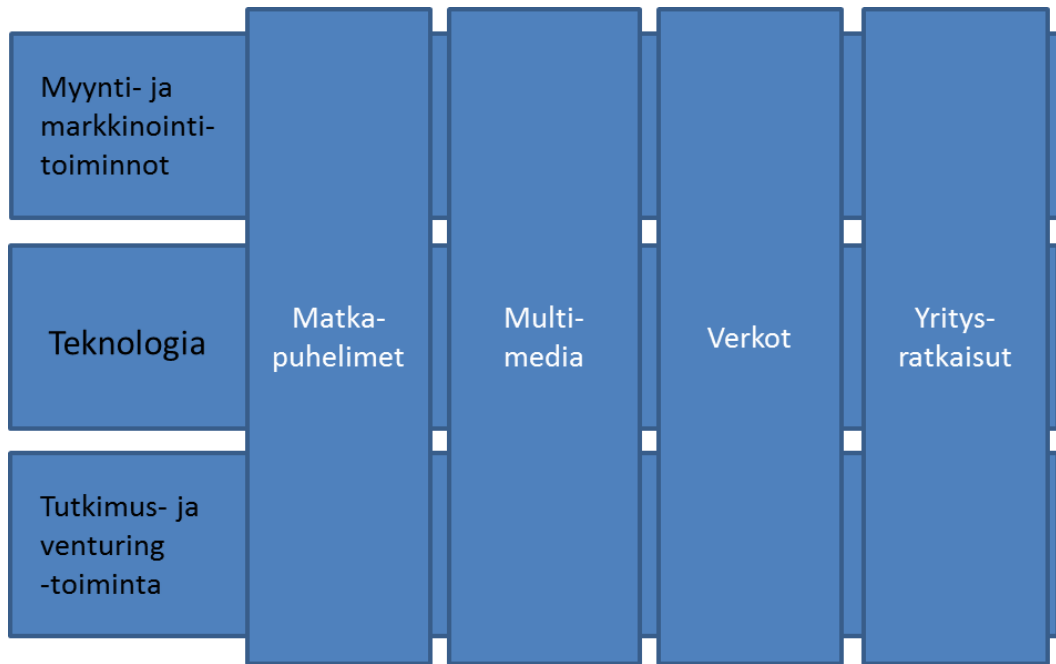 Myynti- ja
markkinointi-
toiminnot
Teknologia
Tutkimus- ja
venturing
-toiminta
Matka-
puhelimet
Multi-
media
Verkot
Yritys-
ratkaisut